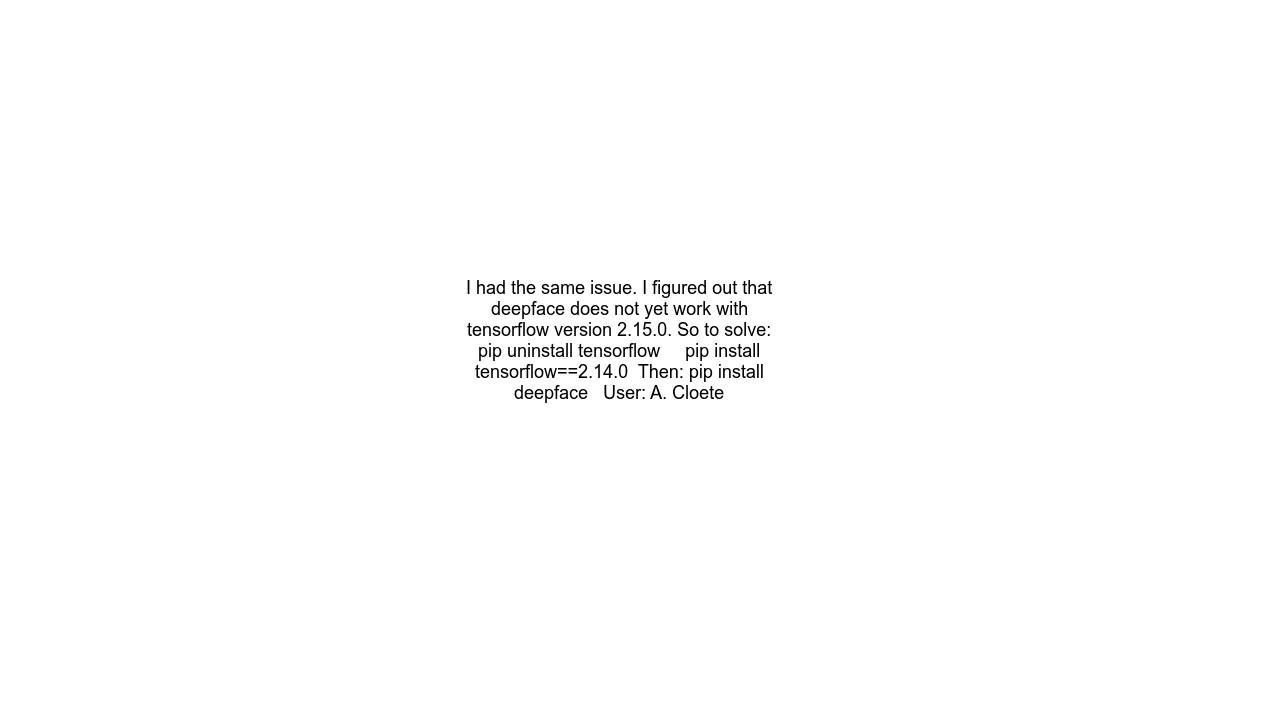 I had the same issue. I figured out that
deepface does not yet work with
tensorflow version 2.15.0. So to solve:
pip uninstall tensorflow     pip install
tensorflow==2.14.0  Then: pip install
deepface   User: A. Cloete